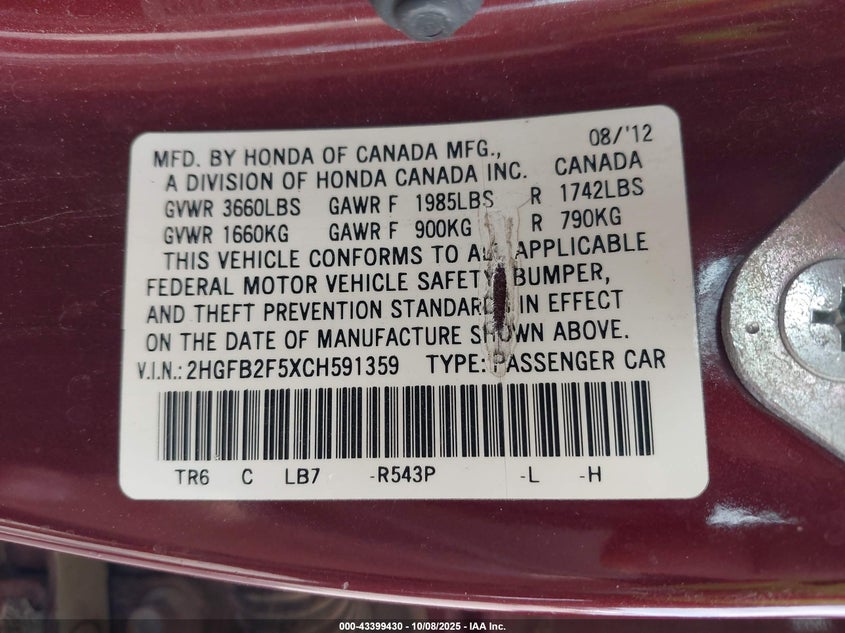 08/'12
MFD. BY HONDA OF CANADA MFG.,
A DIVISION OF HONDA CANADA INC. CANADA
GVWR 3660LBS GAWR F 1985LBS R 1742LBS
GVWR 1660KG GAWR F 900KG R 790KG
THIS VEHICLE CONFORMS TO ALL APPLICABLE
FEDERAL MOTOR VEHICLE SAFETY, BUMPER,
AND THEFT PREVENTION STANDARDS IN EFFECT
ON THE DATE OF MANUFACTURE SHOWN ABOVE.
V.I.N.: 2HGFB2F5XCH591359 TYPE: PASSENGER CAR
TR6 C LB7 -R543P -L -H
000-43399430 - 10/08/2025 - IAA Inc.